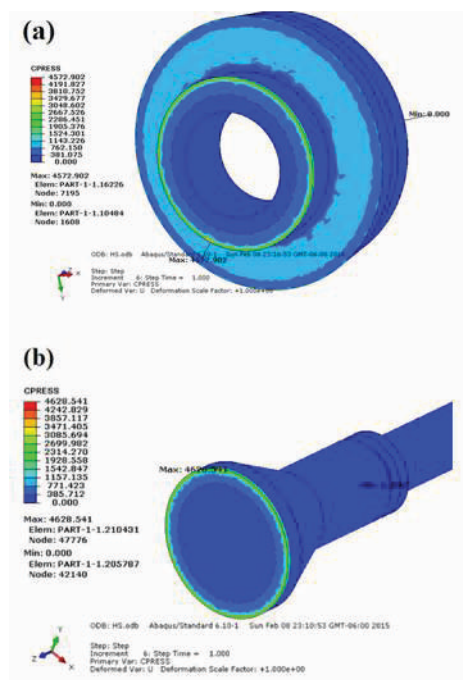 (a)
CPRESS
4572.902
4191.827
3810.752
3429.677
3048.602
2667.526
2286.451
1905.376
1524.301
1143.226
762.150
381.075
0.000
Max: 4572.902
Elem: PART-1-1.16226
Node: 7195
Min: 0.000
Elem: PART-1-1.10484
Node: 1608
Min: 0.000
Max: 4572.902
ODB: HS.odb Abaqus/Standard 6.10-1 Sun Feb 08 23:10:53 GMT-06:00 2015
X
Y
Step: Step
Increment 6: Step Time = 1.000
Primary Var: CPRESS
Deformed Var: U Deformation Scale Factor: +1.000e+00
(b)
CPRESS
4628.541
4242.829
3857.117
3471.405
3085.694
2699.982
2314.270
1928.558
1542.847
1157.135
771.423
385.712
0.000
Max: 4628.541
Elem: PART-1-1.210431
Node: 47776
Min: 0.000
Elem: PART-1-1.205787
Node: 42140
Max: 4628.541
ODB: HS.odb Abaqus/Standard 6.10-1 Sun Feb 08 23:10:53 GMT-06:00 2015
Y
Z
X
Step: Step
Increment 6: Step Time = 1.000
Primary Var: CPRESS
Deformed Var: U Deformation Scale Factor: +1.000e+00